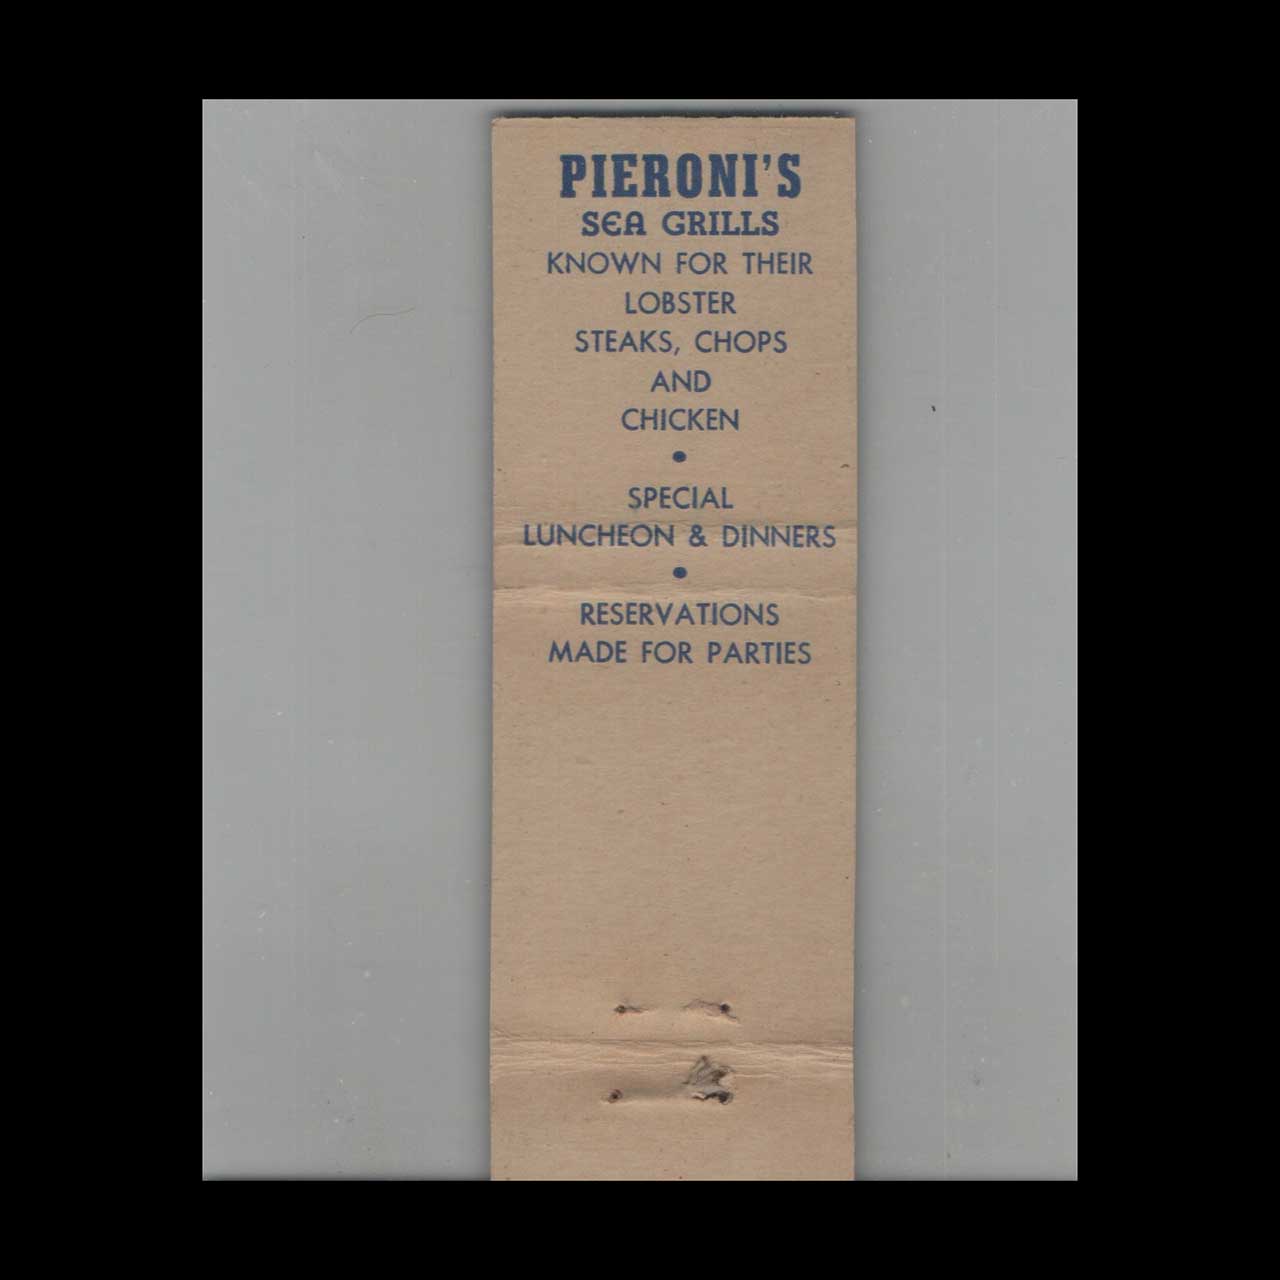 PIERONI'S
SEA GRILLS
KNOWN FOR THEIR
LOBSTER
STEAKS, CHOPS
AND
CHICKEN
•
SPECIAL
LUNCHEON & DINNERS
•
RESERVATIONS
MADE FOR PARTIES